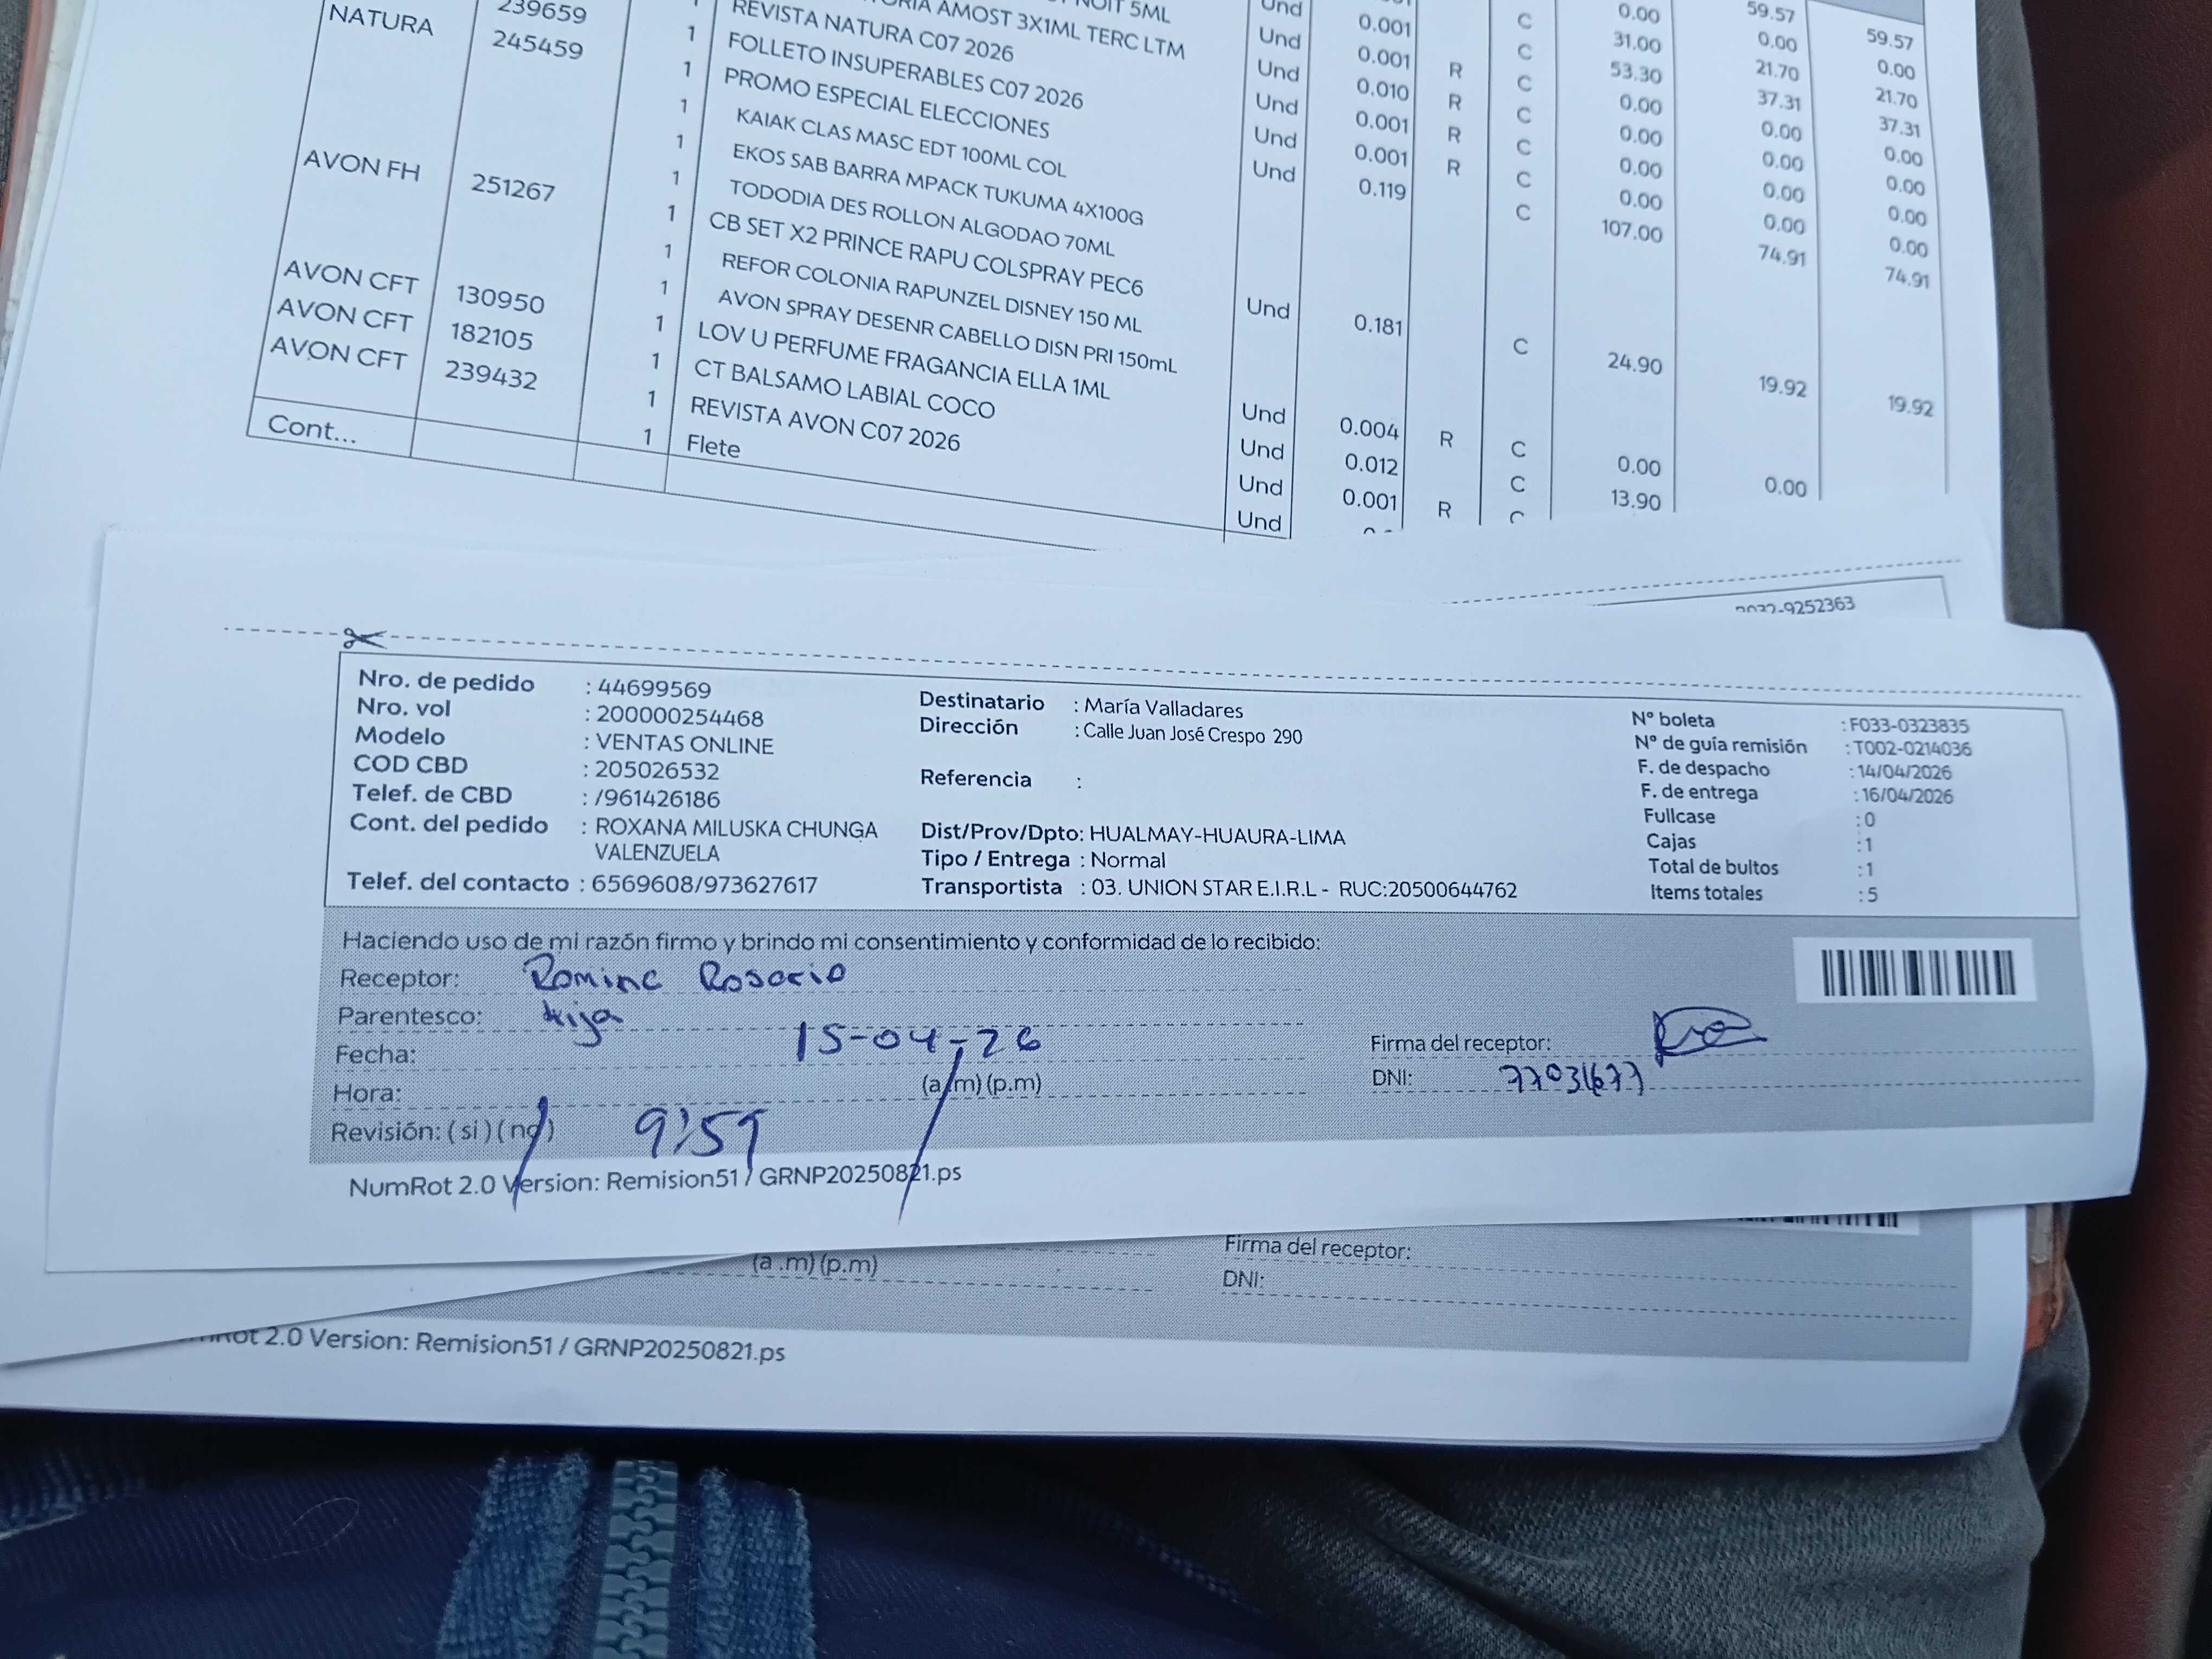 NOIT 5ML
AMOST 3X1ML TERC LTM
NATURA 239659 1 REVISTA NATURA C07 2026
245459 1 FOLLETO INSUPERABLES C07 2026
1 PROMO ESPECIAL ELECCIONES
1 KAIAK CLAS MASC EDT 100ML COL
1 EKOS SAB BARRA MPACK TUKUMA 4X100G
1 TODODIA DES ROLLON ALGODAO 70ML
AVON FH 251267 1 CB SET X2 PRINCE RAPU COLSPRAY PEC6
1 REFOR COLONIA RAPUNZEL DISNEY 150 ML
1 AVON SPRAY DESENR CABELLO DISN PRI 150mL
AVON CFT 130950 1 LOV U PERFUME FRAGANCIA ELLA 1ML
AVON CFT 182105 1 CT BALSAMO LABIAL COCO
AVON CFT 239432 1 REVISTA AVON C07 2026
1 Flete
Cont...
Und 0.001 C 0.00 59.57 59.57
Und 0.001 R C 31.00 0.00 0.00
Und 0.010 R C 53.30 21.70 21.70
Und 0.001 R C 0.00 37.31 37.31
Und 0.001 R C 0.00 0.00 0.00
Und 0.119 C 0.00 0.00 0.00
C 0.00 0.00 0.00
107.00 0.00 0.00
74.91 74.91
Und 0.181 C 24.90 19.92 19.92
Und 0.004 R C 0.00 0.00
Und 0.012 C 13.90
Und 0.001 R
Und
-9252363
Nro. de pedido : 44699569
Nro. vol : 200000254468
Modelo : VENTAS ONLINE
COD CBD : 205026532
Telef. de CBD : /961426186
Cont. del pedido : ROXANA MILUSKA CHUNGA
VALENZUELA
Telef. del contacto : 6569608/973627617
Destinatario : María Valladares
Dirección : Calle Juan José Crespo 290
Referencia :
Dist/Prov/Dpto: HUALMAY-HUAURA-LIMA
Tipo / Entrega : Normal
Transportista : 03. UNION STAR E.I.R.L - RUC:20500644762
N° boleta : F033-0323835
N° de guía remisión : T002-0214036
F. de despacho : 14/04/2026
F. de entrega : 16/04/2026
Fullcase : 0
Cajas : 1
Total de bultos : 1
Items totales : 5
Haciendo uso de mi razón firmo y brindo mi consentimiento y conformidad de lo recibido:
Receptor: Romina Rosario
Parentesco: Hija
Fecha: 15-04-26
Hora: (a.m) (p.m)
Revisión: (si) (no) 9:59
Firma del receptor:
DNI: 77031677
NumRot 2.0 Version: Remision51 / GRNP20250821.ps
(a .m) (p.m)
Firma del receptor:
DNI:
Rot 2.0 Version: Remision51 / GRNP20250821.ps